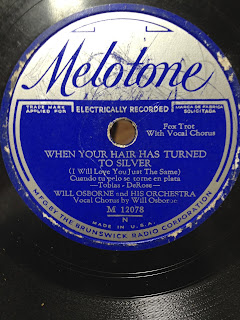 Melotone
TRADE MARK
APPLIED FOR
ELECTRICALLY RECORDED
MARCA DE FABRICA
SOLICITADA
Fox Trot
With Vocal Chorus
WHEN YOUR HAIR HAS TURNED
TO SILVER
(I Will Love You Just The Same)
Cuando tu pelo se torne en plata
—Tobias - DeRose—
WILL OSBORNE and HIS ORCHESTRA
Vocal Chorus by Will Osborne
M 12078
N
MADE IN U.S.A.
MFG. BY THE BRUNSWICK RADIO CORPORATION